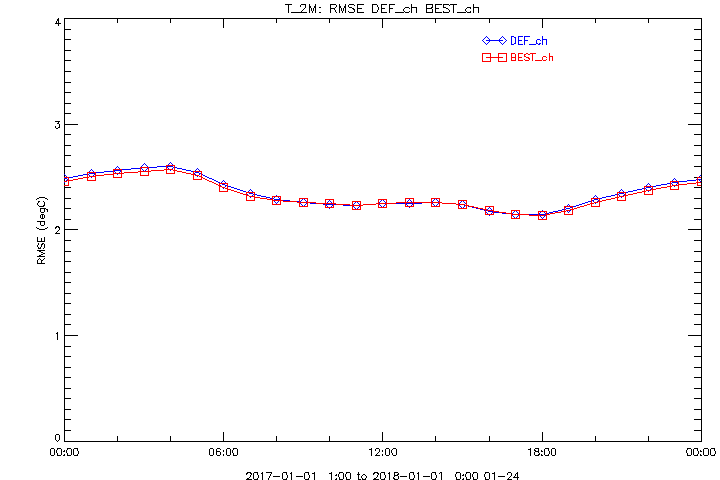 T_2M: RMSE DEF_ch BEST_ch
DEF_ch
BEST_ch
4
3
2
1
0
RMSE (degC)
00:00 06:00 12:00 18:00 00:00
2017-01-01 1:00 to 2018-01-01 0:00 01-24